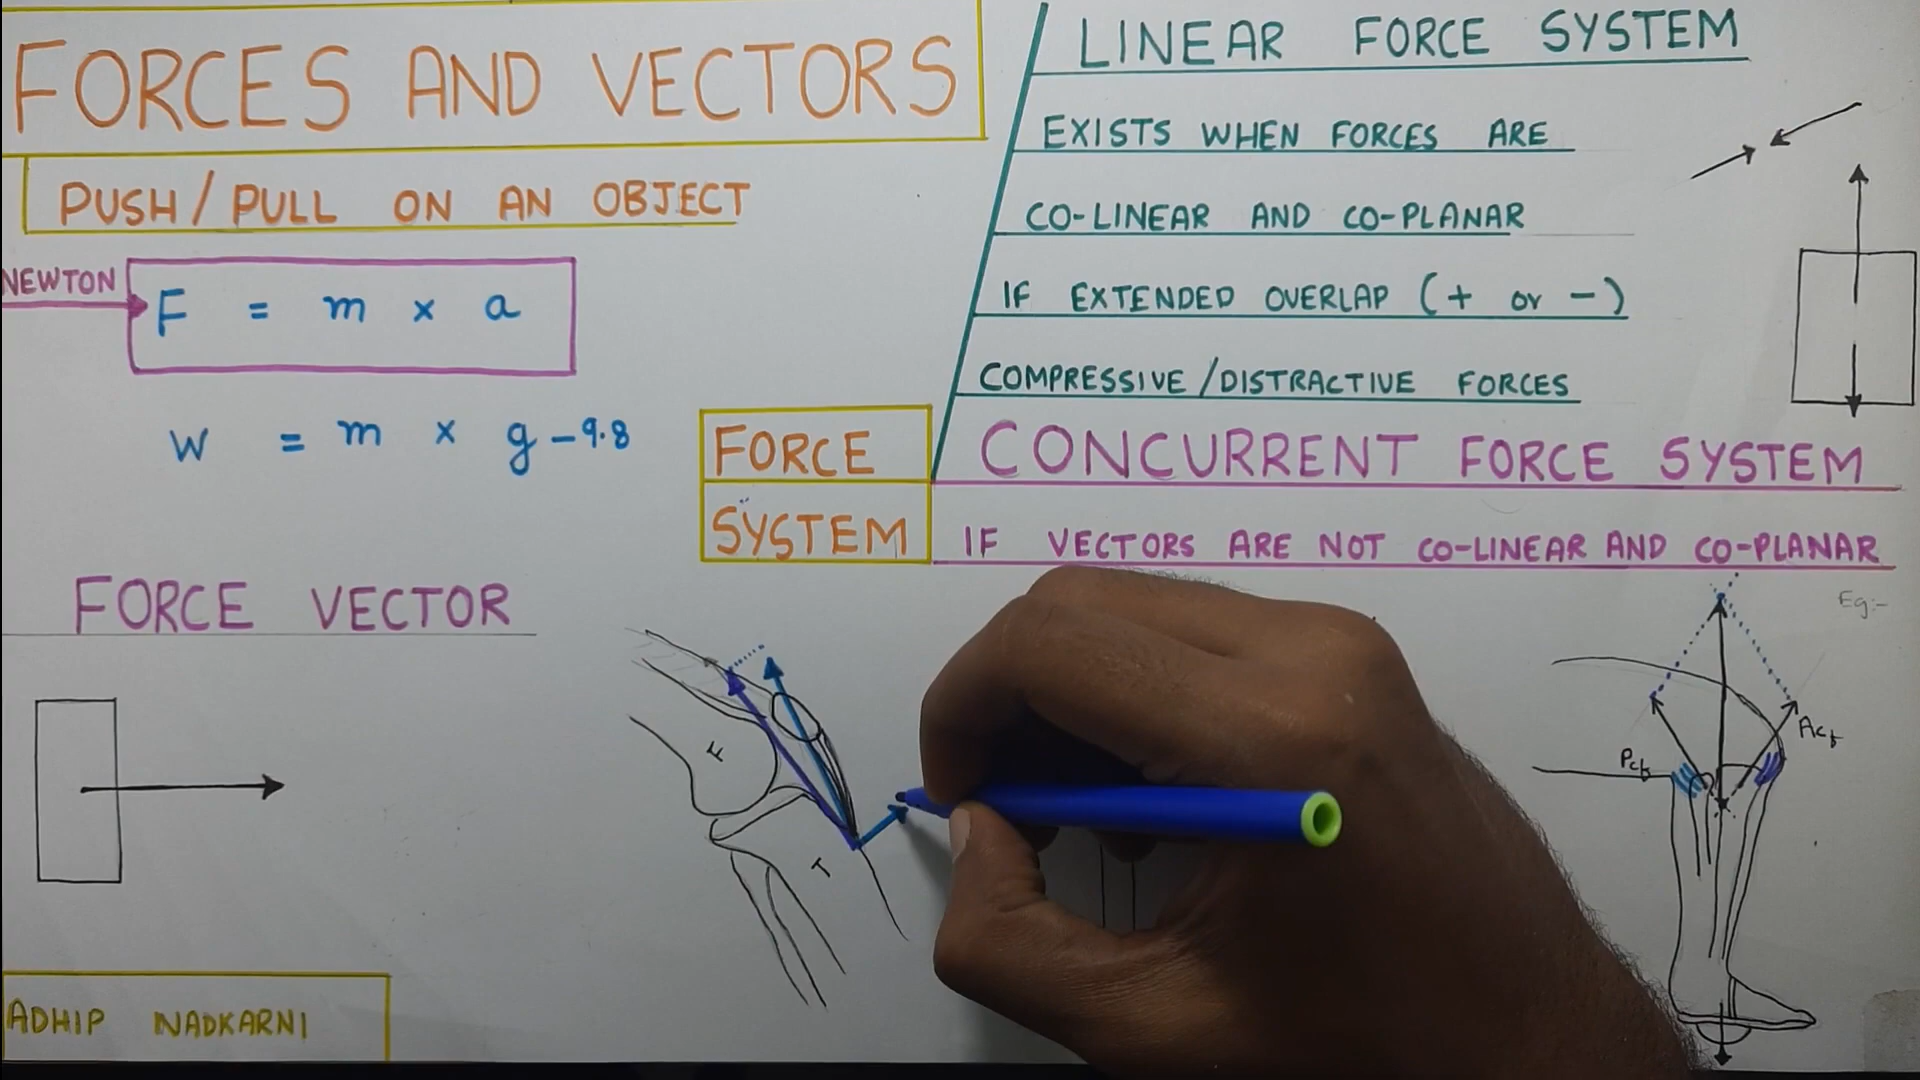 FORCES AND VECTORS
PUSH/PULL ON AN OBJECT
NEWTON
F = m x a
W = m x g-9.8
FORCE VECTOR
ADHIP NADKARNI
FORCE
SYSTEM
LINEAR FORCE SYSTEM
EXISTS WHEN FORCES ARE
CO-LINEAR AND CO-PLANAR
IF EXTENDED OVERLAP (+ or -)
COMPRESSIVE/DISTRACTIVE FORCES
CONCURRENT FORCE SYSTEM
IF VECTORS ARE NOT CO-LINEAR AND CO-PLANAR
Eg:-
F
T